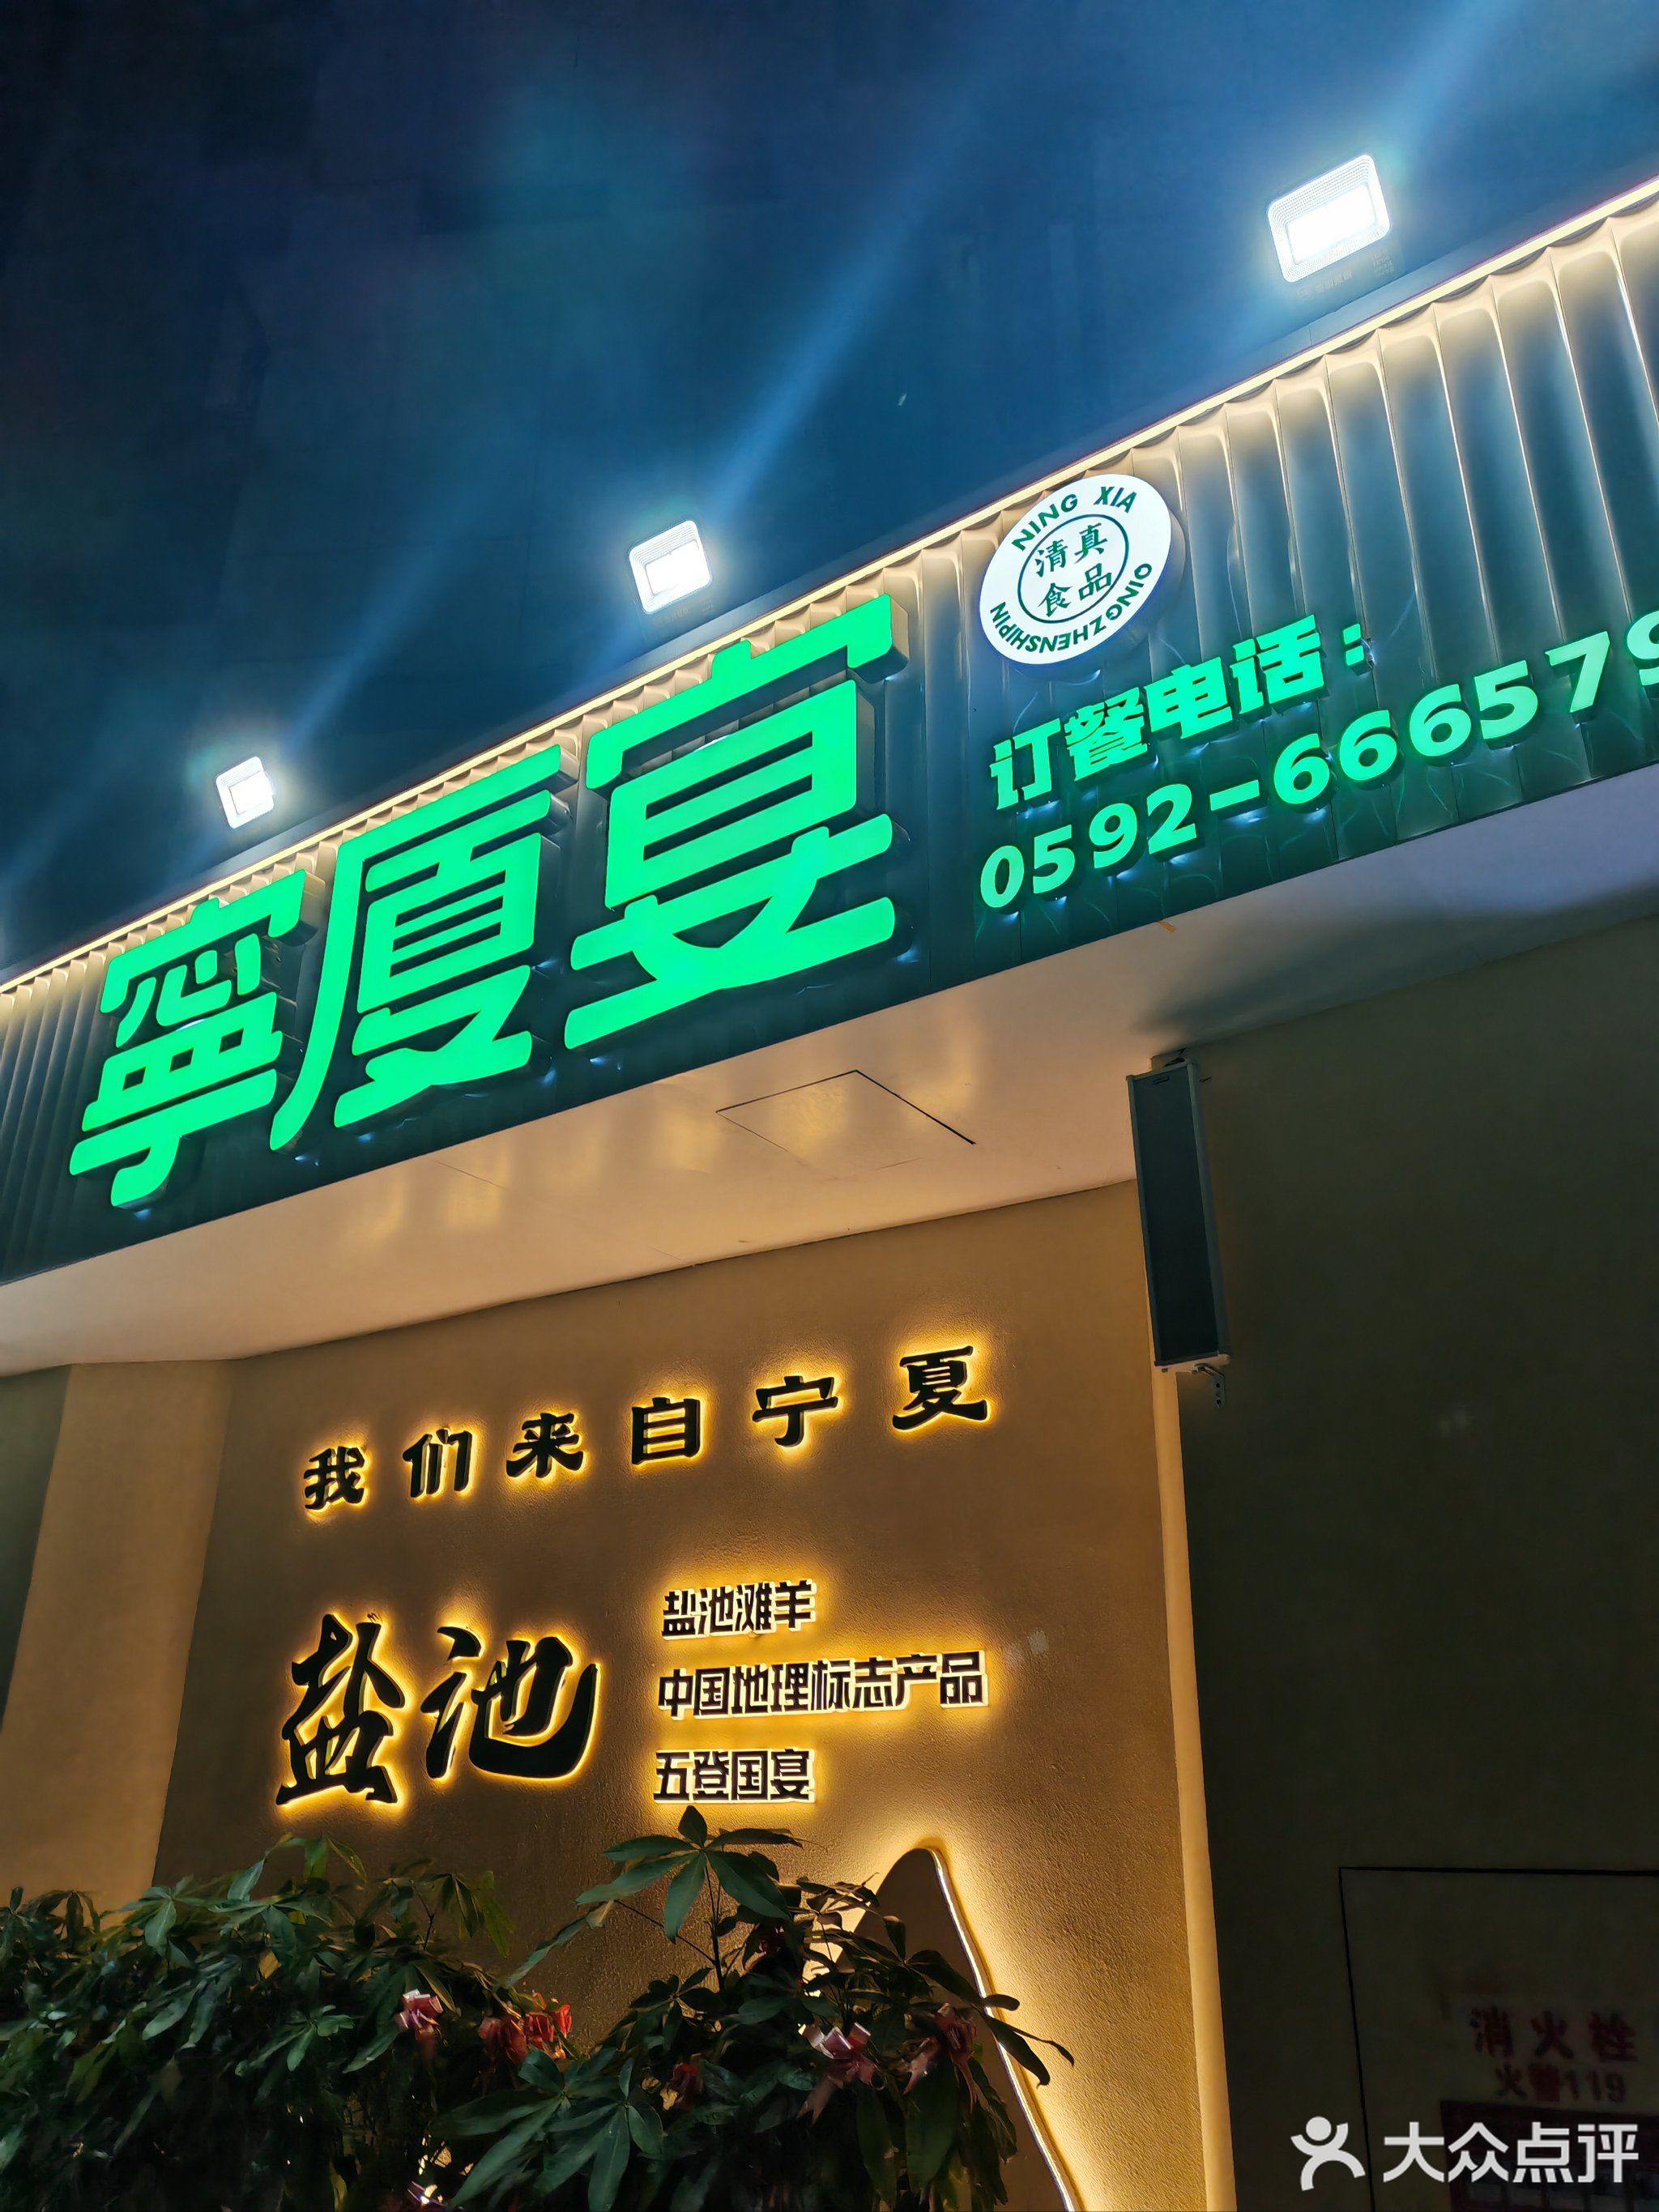 寧厦宴
NING XIA
清真
食品
QINGZHENSHIPIN
订餐电话：
0592-666579
我们来自宁夏
盐池
盐池滩羊
中国地理标志产品
五登国宴
消火栓
火警119
大众点评